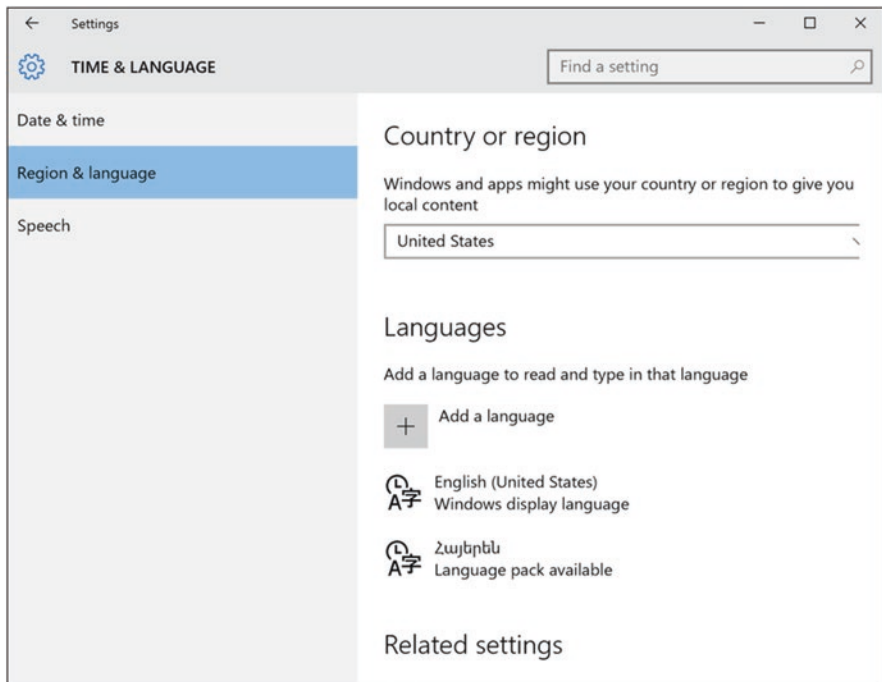 Settings
TIME & LANGUAGE
Find a setting
Date & time
Region & language
Speech
Country or region
Windows and apps might use your country or region to give you
local content
United States
Languages
Add a language to read and type in that language
Add a language
English (United States)
Windows display language
Հայերեն
Language pack available
Related settings